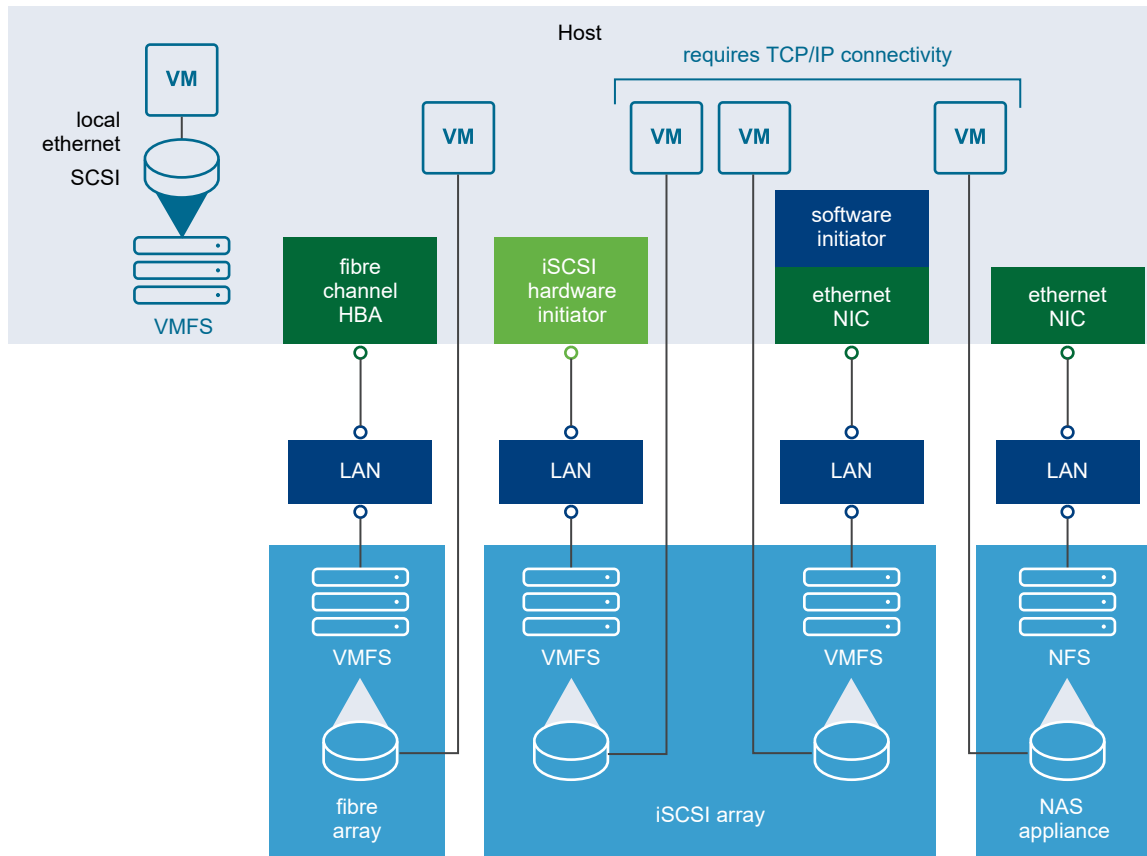 Host
requires TCP/IP connectivity
VM
local
ethernet
SCSI
VMFS
VM
VM
VM
VM
fibre
channel
HBA
iSCSI
hardware
initiator
software
initiator
ethernet
NIC
ethernet
NIC
LAN
LAN
LAN
LAN
VMFS
VMFS
VMFS
NFS
fibre
array
iSCSI array
NAS
appliance